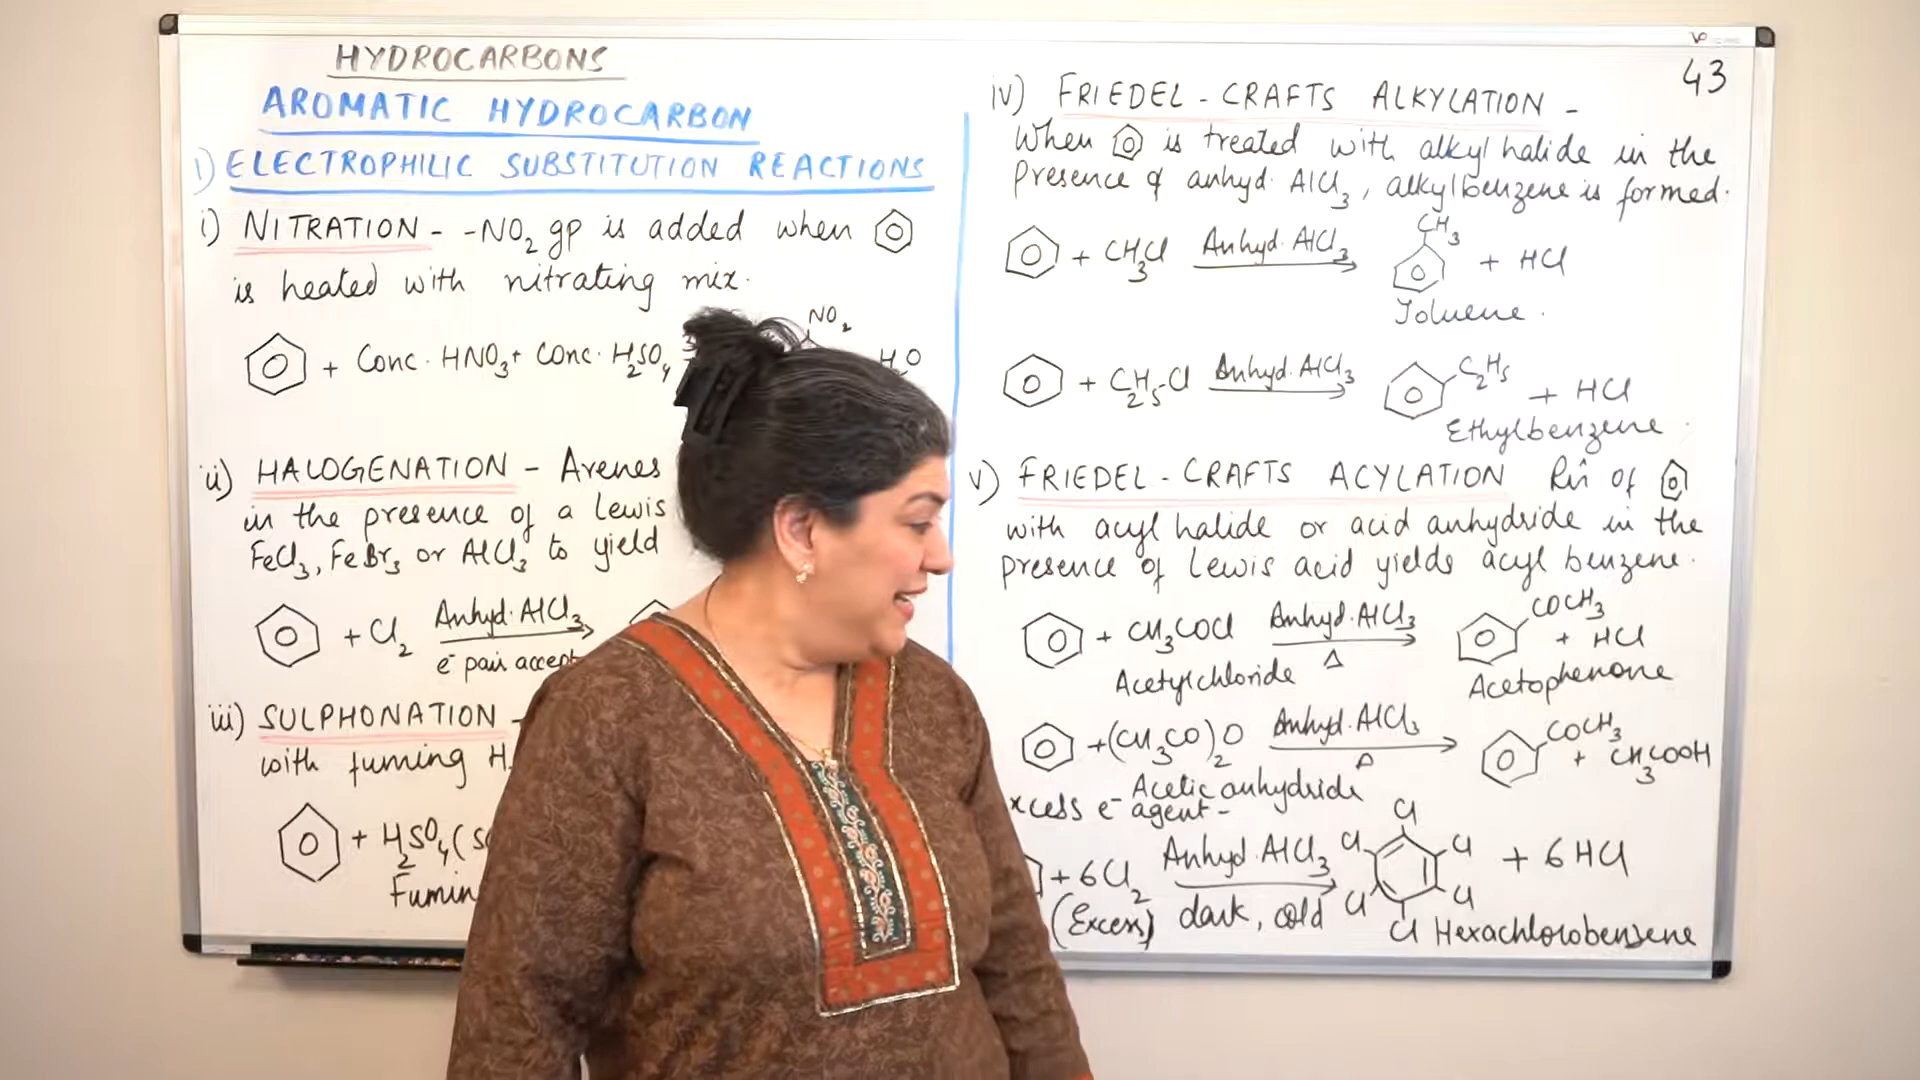 HYDROCARBONS
AROMATIC HYDROCARBON
1) ELECTROPHILIC SUBSTITUTION REACTIONS
i) NITRATION - -NO2 gp is added when
is heated with nitrating mix.
NO2
+ Conc. HNO3 + Conc. H2SO4
H2O
ii) HALOGENATION - Arenes
in the presence of a Lewis
FeCl3, FeBr3 or AlCl3 to yield
+ Cl2 Anhyd. AlCl3
e- pair accept
iii) SULPHONATION -
with fuming H
+ H2SO4 (SO
Fumin
43
iv) FRIEDEL - CRAFTS ALKYLATION -
When is treated with alkyl halide in the
presence of anhyd. AlCl3, alkylbenzene is formed.
CH3
+ CH3Cl Anhyd. AlCl3 + HCl
Toluene.
+ C2H5-Cl Anhyd. AlCl3 C2H5 + HCl
Ethylbenzene.
v) FRIEDEL - CRAFTS ACYLATION Rxn of
with acyl halide or acid anhydride in the
presence of Lewis acid yields acyl benzene.
+ CH3COCl Anhyd. AlCl3 Δ COCH3 + HCl
Acetylchloride Acetophenone
+ (CH3CO)2O Anhyd. AlCl3 Δ COCH3 + CH3COOH
Acetic anhydride
xcess e- agent -
+ 6Cl2 Anhyd. AlCl3 Cl Cl Cl Cl Cl Cl + 6HCl
(Excess) dark, cold Hexachlorobenzene